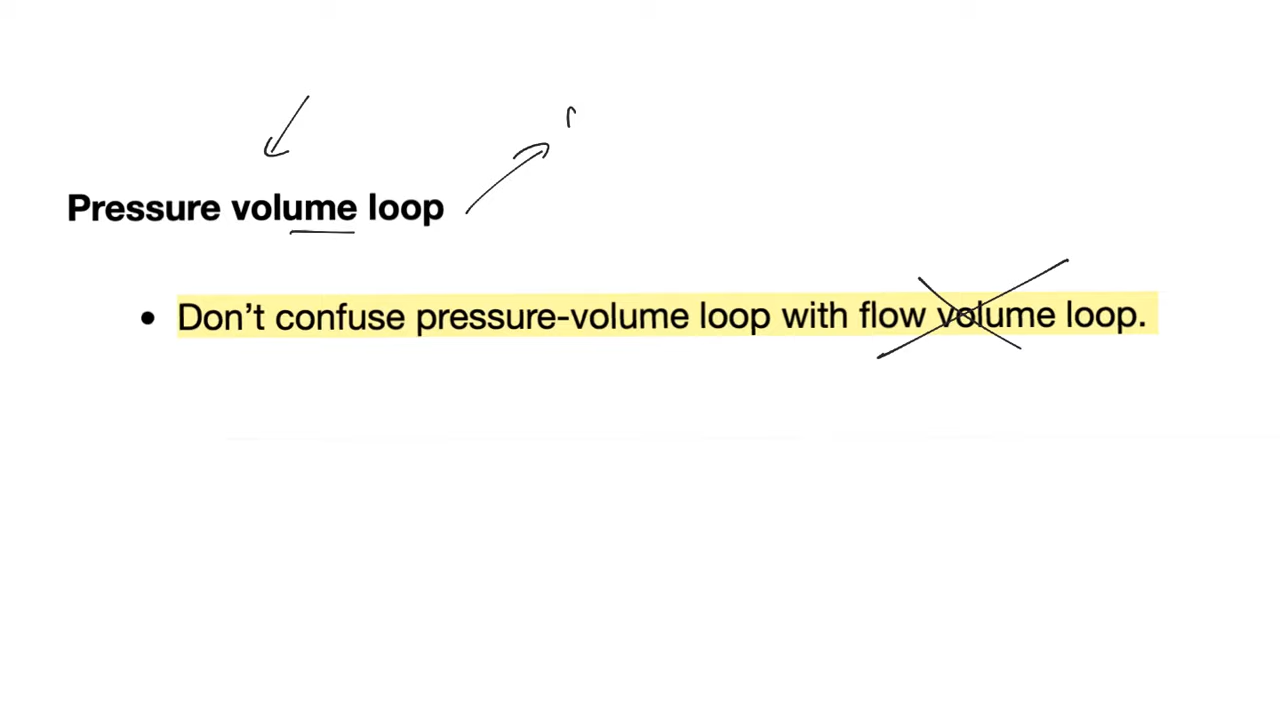 Pressure volume loop
• Don’t confuse pressure-volume loop with flow volume loop.